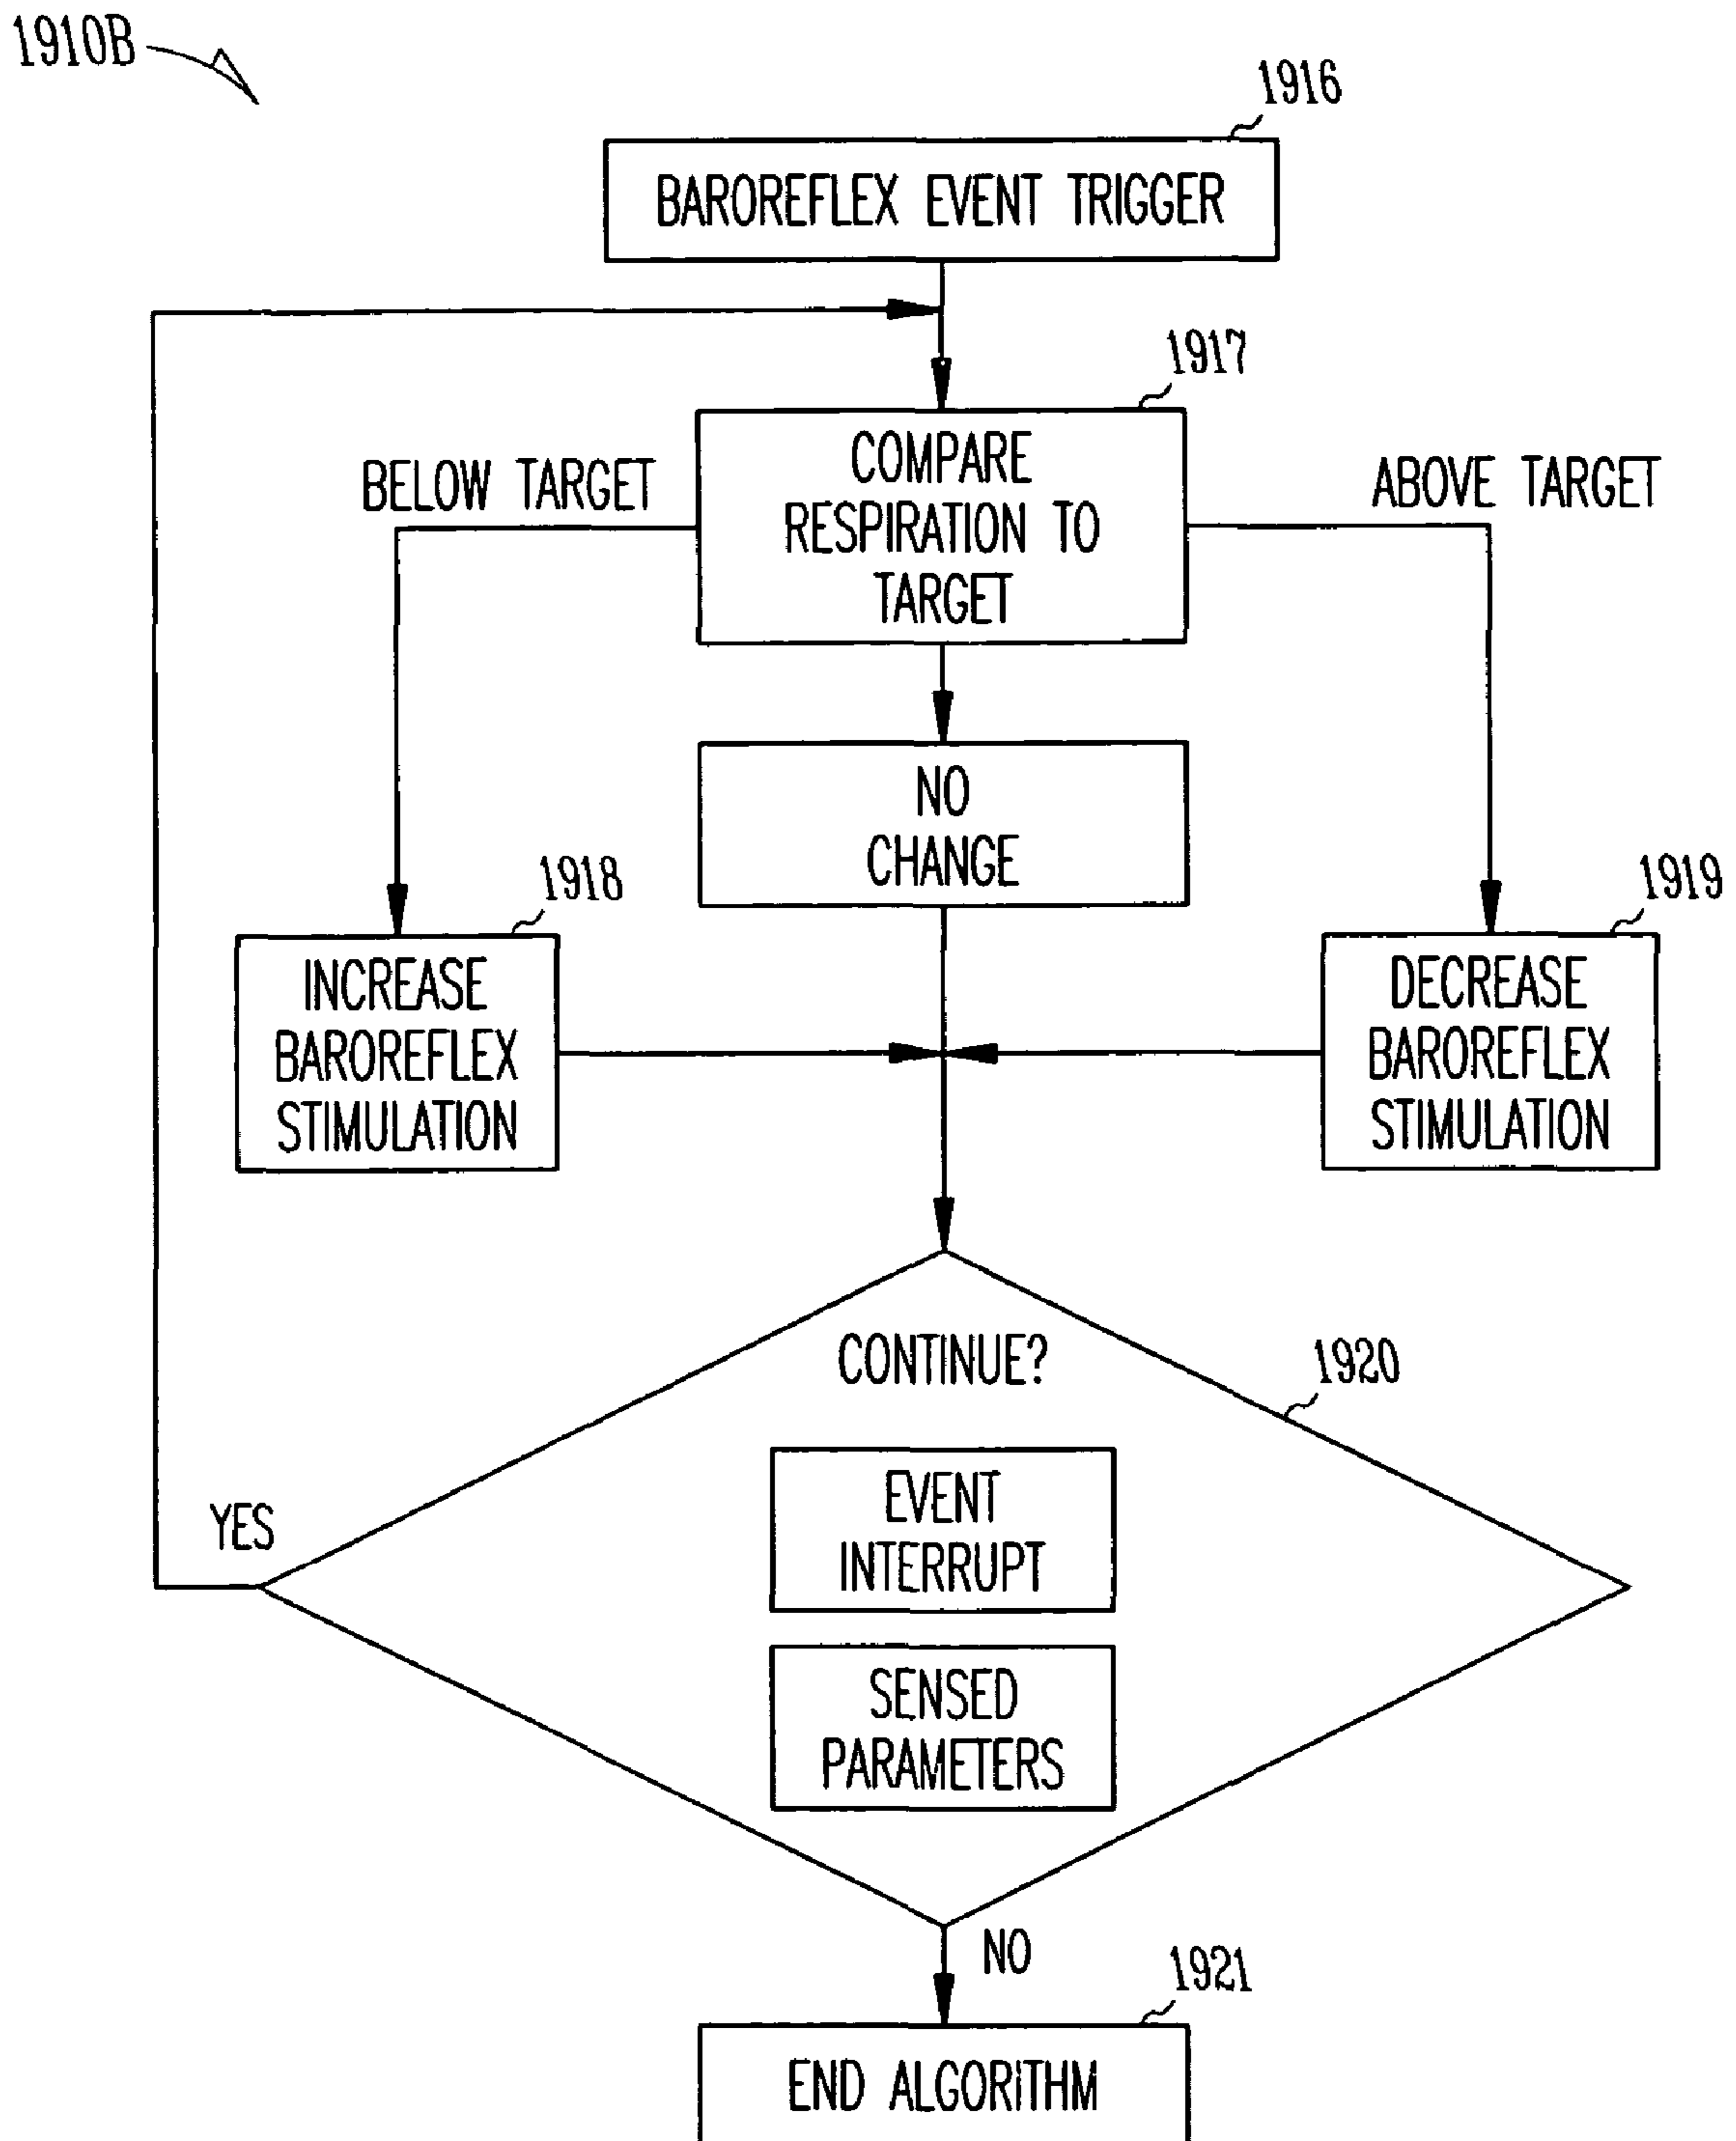 1910B
1916
BAROREFLEX EVENT TRIGGER
1917
COMPARE
RESPIRATION TO
TARGET
BELOW TARGET
ABOVE TARGET
NO
CHANGE
1918
INCREASE
BAROREFLEX
STIMULATION
1919
DECREASE
BAROREFLEX
STIMULATION
CONTINUE?
1920
EVENT
INTERRUPT
YES
SENSED
PARAMETERS
NO
1921
END ALGORITHM